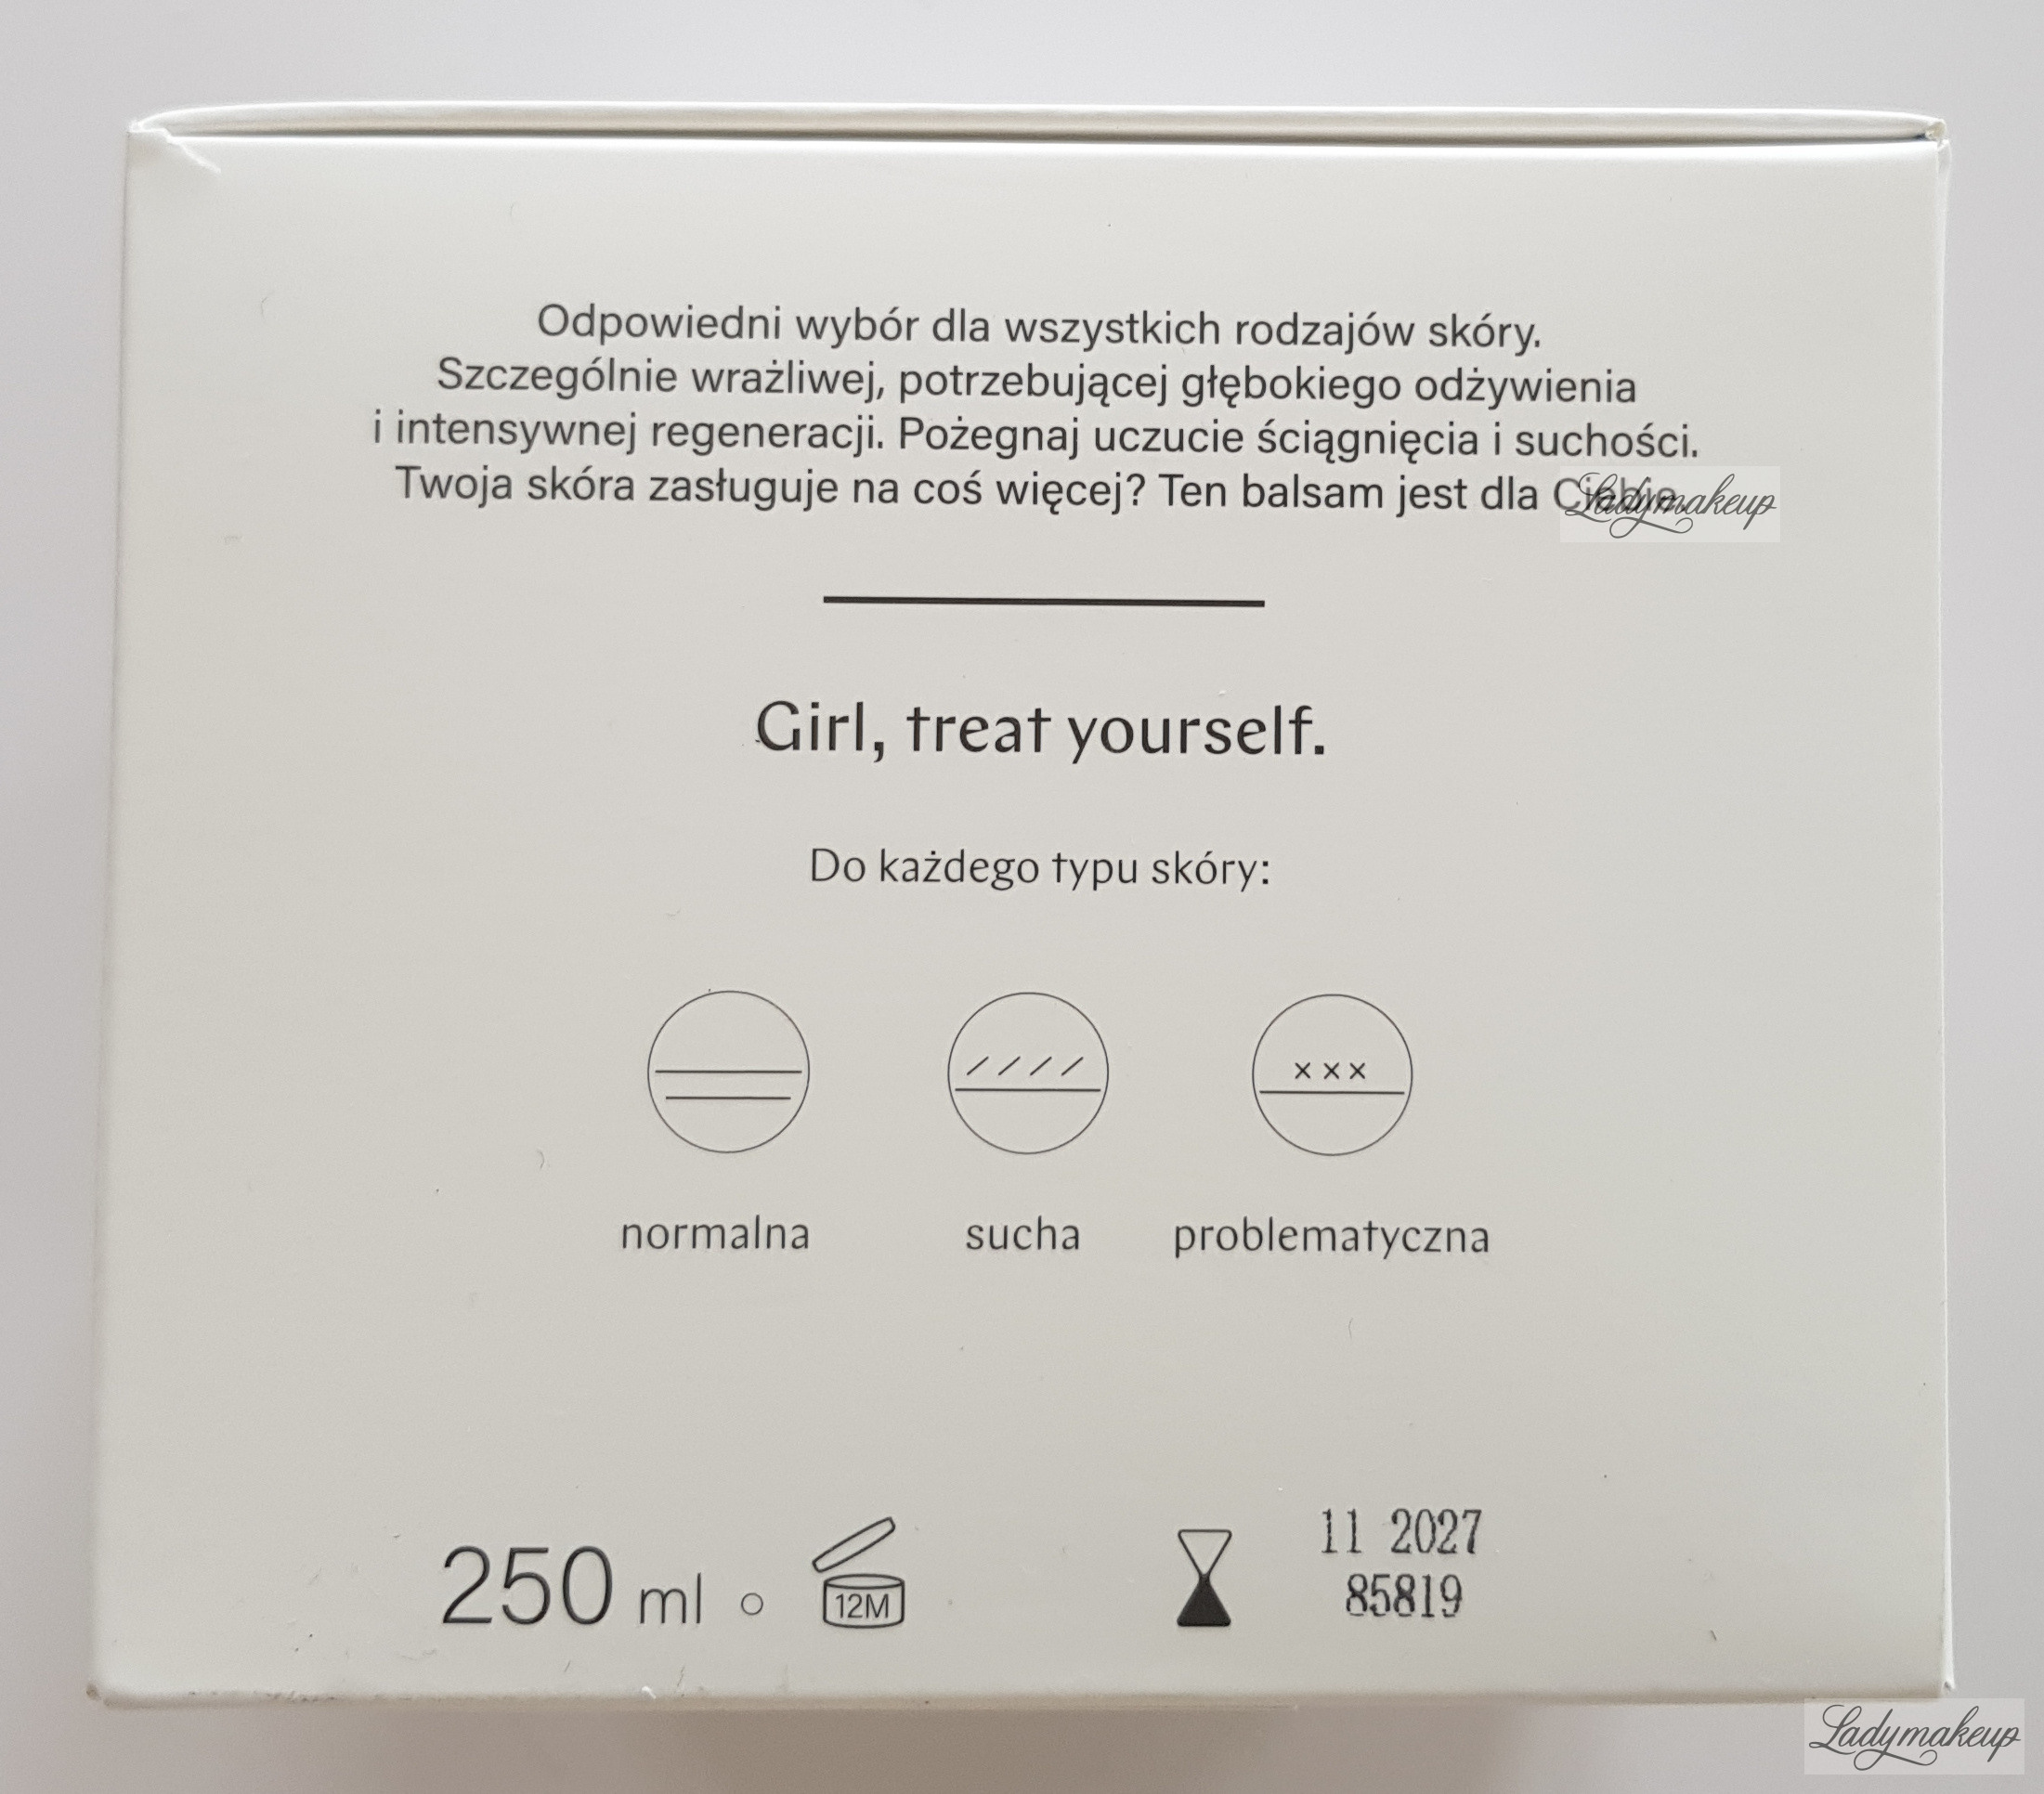 Odpowiedni wybór dla wszystkich rodzajów skóry.
Szczególnie wrażliwej, potrzebującej głębokiego odżywienia
i intensywnej regeneracji. Pożegnaj uczucie ściągnięcia i suchości.
Twoja skóra zasługuje na coś więcej? Ten balsam jest dla Ciebie.
Ladymakeup
Girl, treat yourself.
Do każdego typu skóry:
× × ×
normalna sucha problematyczna
250 ml 12M
11 2027
85819
Ladymakeup